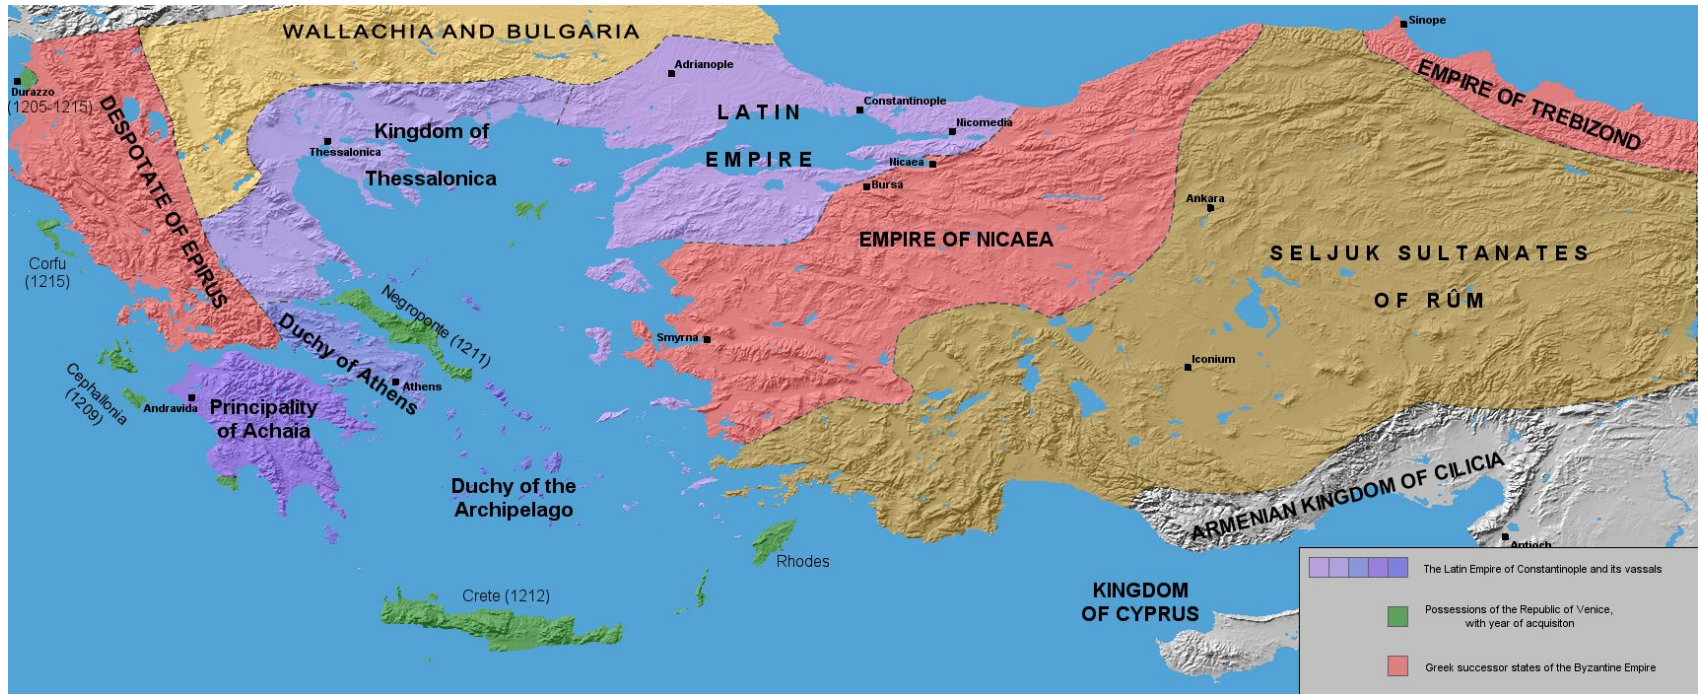 WALLACHIA AND BULGARIA
Sinope
EMPIRE OF TREBIZOND
Adrianople
Durazzo
(1205-1215)
DESPOTATE OF EPIRUS
LATIN
EMPIRE
Constantinople
Nicomedia
Kingdom of
Thessalonica
Thessalonica
Nicaea
Bursa
Ankara
EMPIRE OF NICAEA
SELJUK SULTANATES
OF RÛM
Corfu
(1215)
Negroponte (1211)
Duchy of Athens
Smyrna
Iconium
Cephallonia
(1209)
Athens
Andravida
Principality
of Achaia
Duchy of the
Archipelago
ARMENIAN KINGDOM OF CILICIA
Antioch
Rhodes
Crete (1212)
KINGDOM
OF CYPRUS
The Latin Empire of Constantinople and its vassals
Possessions of the Republic of Venice,
with year of acquisiton
Greek successor states of the Byzantine Empire